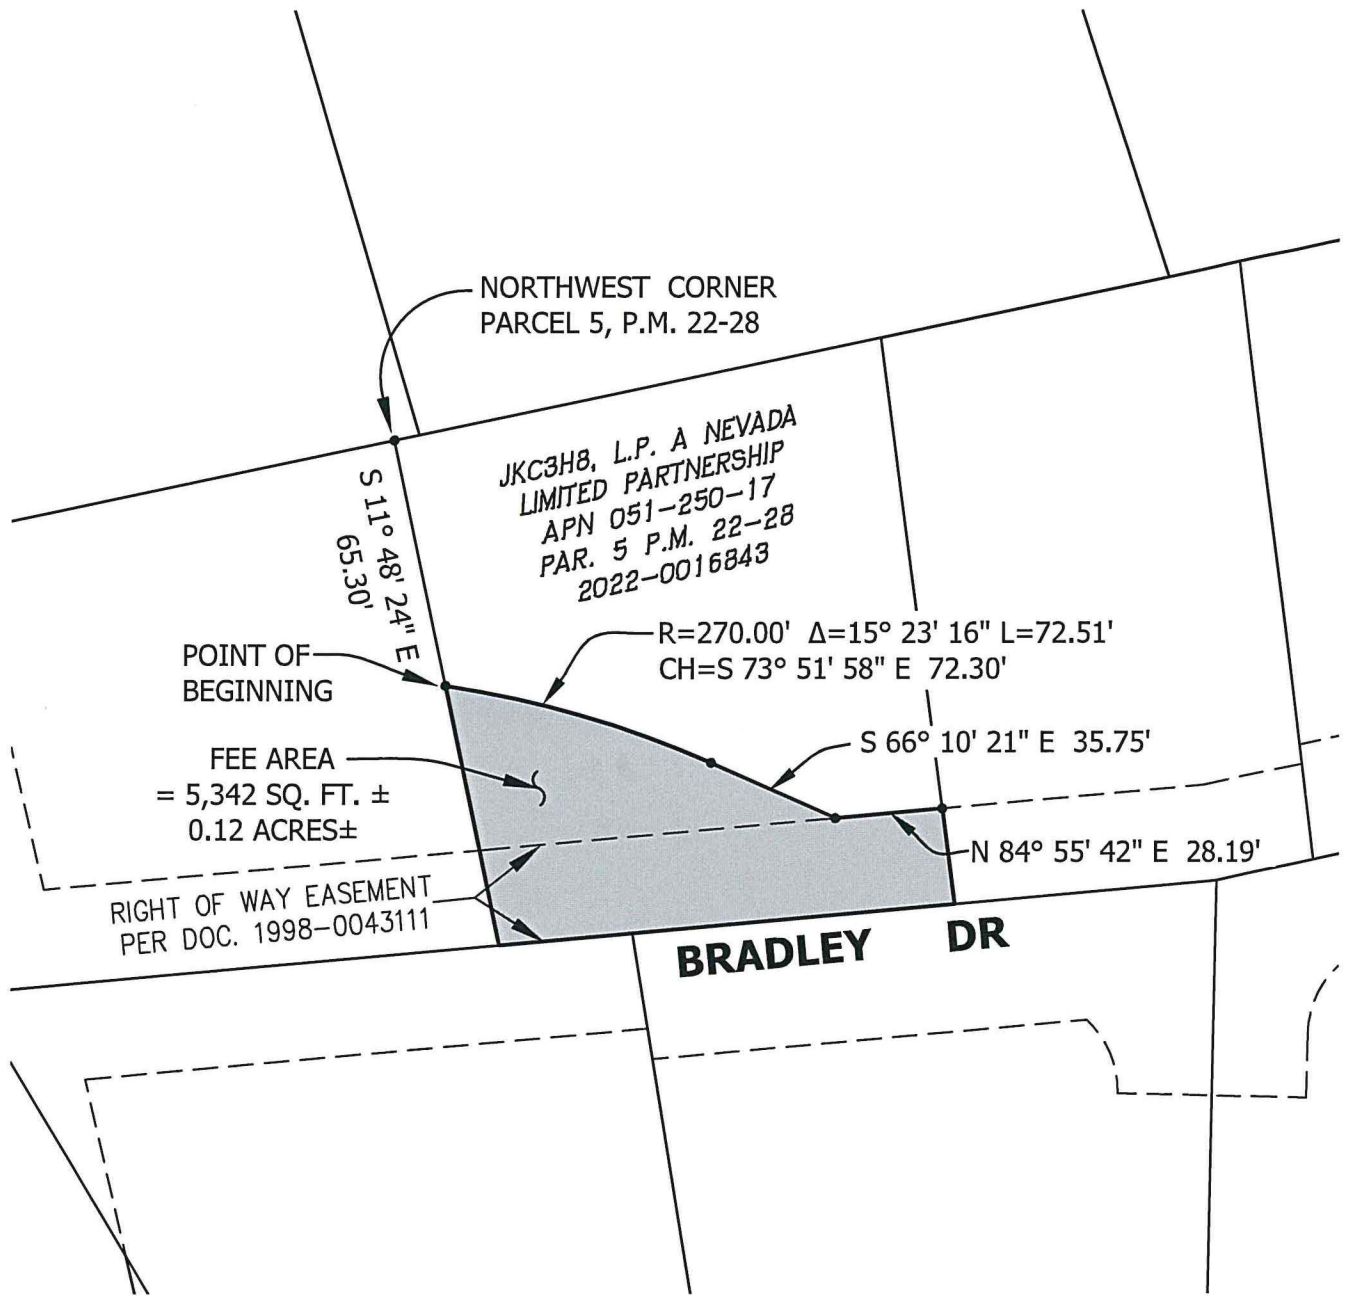 NORTHWEST CORNER
PARCEL 5, P.M. 22-28
JKC3H8, L.P. A NEVADA
LIMITED PARTNERSHIP
APN 051-250-17
PAR. 5 P.M. 22-28
2022-0016843
S 11° 48' 24" E
65.30'
R=270.00' Δ=15° 23' 16" L=72.51'
CH=S 73° 51' 58" E 72.30'
POINT OF
BEGINNING
S 66° 10' 21" E 35.75'
FEE AREA
= 5,342 SQ. FT. ±
0.12 ACRES±
N 84° 55' 42" E 28.19'
RIGHT OF WAY EASEMENT
PER DOC. 1998-0043111
BRADLEY DR